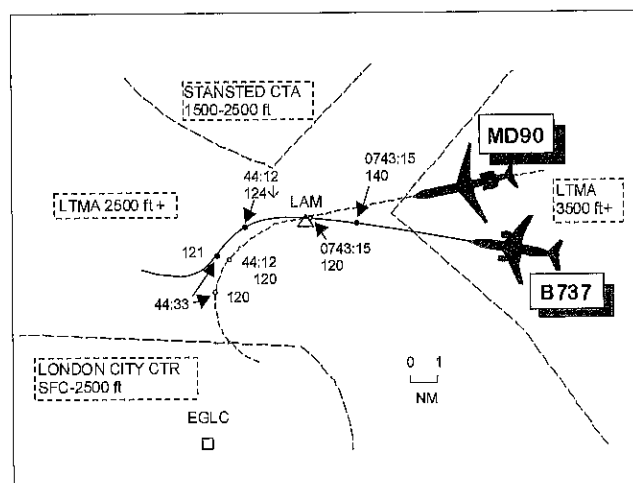 STANSTED CTA
1500-2500 ft
MD90
0743:15
140
44:12
124↓
LAM
LTMA 2500 ft+
LTMA
3500 ft+
0743:15
120
121
44:12
120
B737
44:33
120
LONDON CITY CTR
SFC-2500 ft
0 1
NM
EGLC